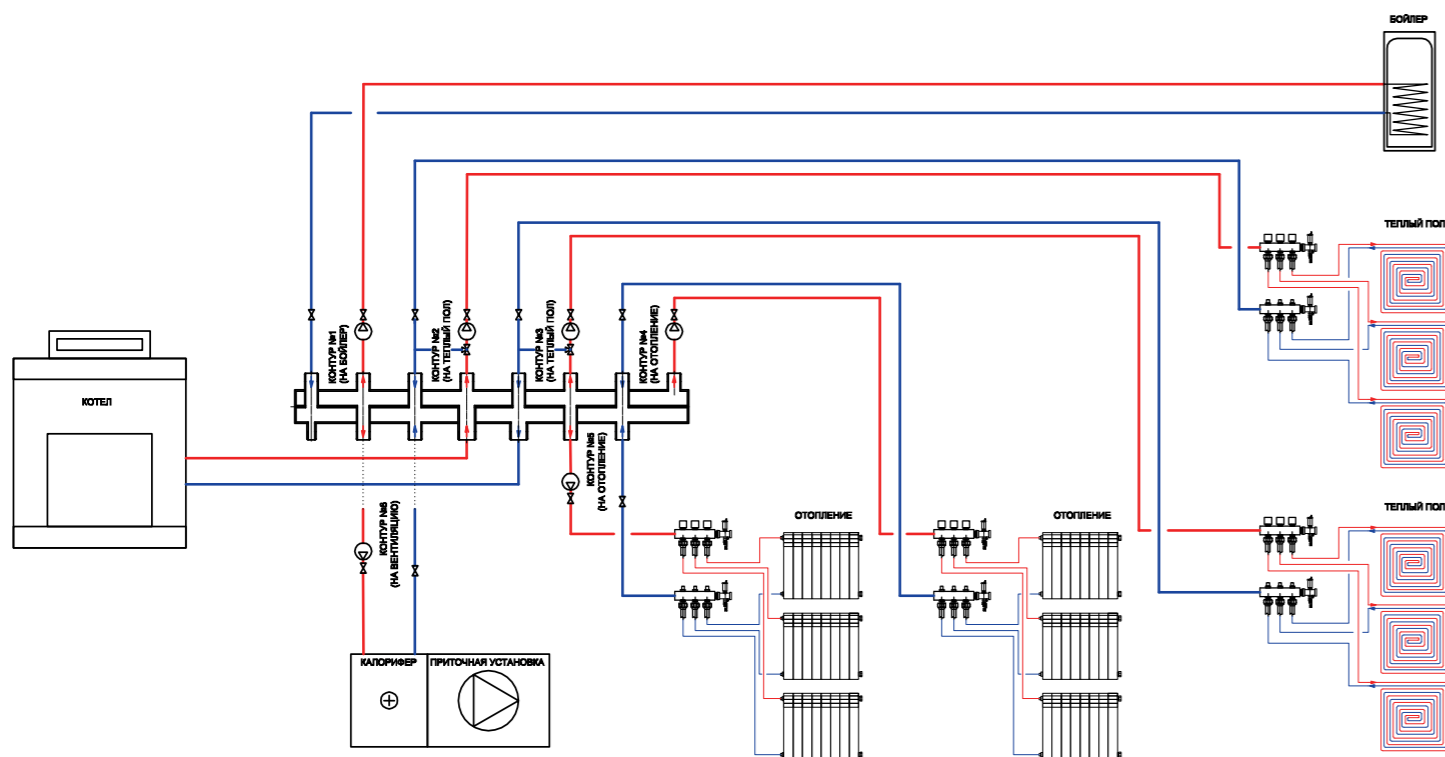 БОЙЛЕР
ТЕПЛЫЙ ПОЛ
КОНТУР №1
(НА БОЙЛЕР)
КОНТУР №2
(НА ТЕПЛЫЙ ПОЛ)
КОНТУР №3
(НА ТЕПЛЫЙ ПОЛ)
КОНТУР №4
(НА ОТОПЛЕНИЕ)
КОТЕЛ
КОНТУР №5
(НА ОТОПЛЕНИЕ)
КОНТУР №6
(НА ВЕНТИЛЯЦИЮ)
ОТОПЛЕНИЕ
ОТОПЛЕНИЕ
ТЕПЛЫЙ ПОЛ
КАЛОРИФЕР
ПРИТОЧНАЯ УСТАНОВКА